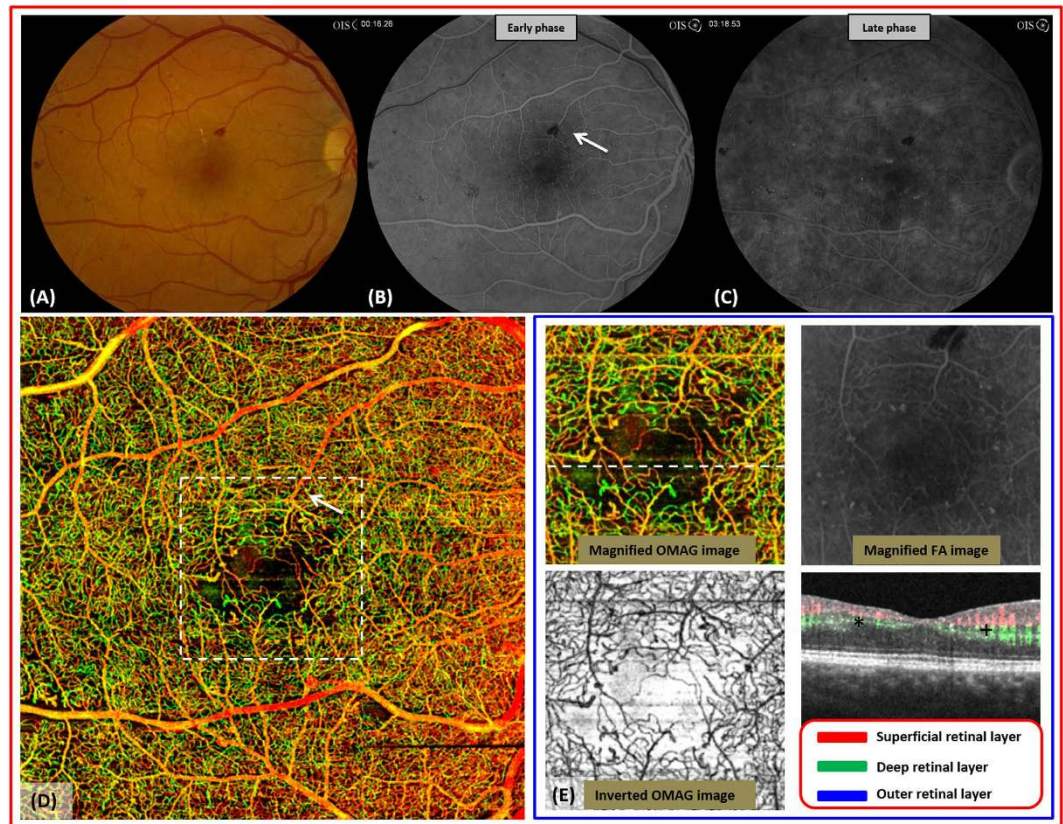 OIS 00:16.26
Early phase
OIS 03:18.53
Late phase
OIS
(A)
(B)
(C)
Magnified OMAG image
Magnified FA image
*
+
Superficial retinal layer
Deep retinal layer
Outer retinal layer
(D)
(E)
Inverted OMAG image